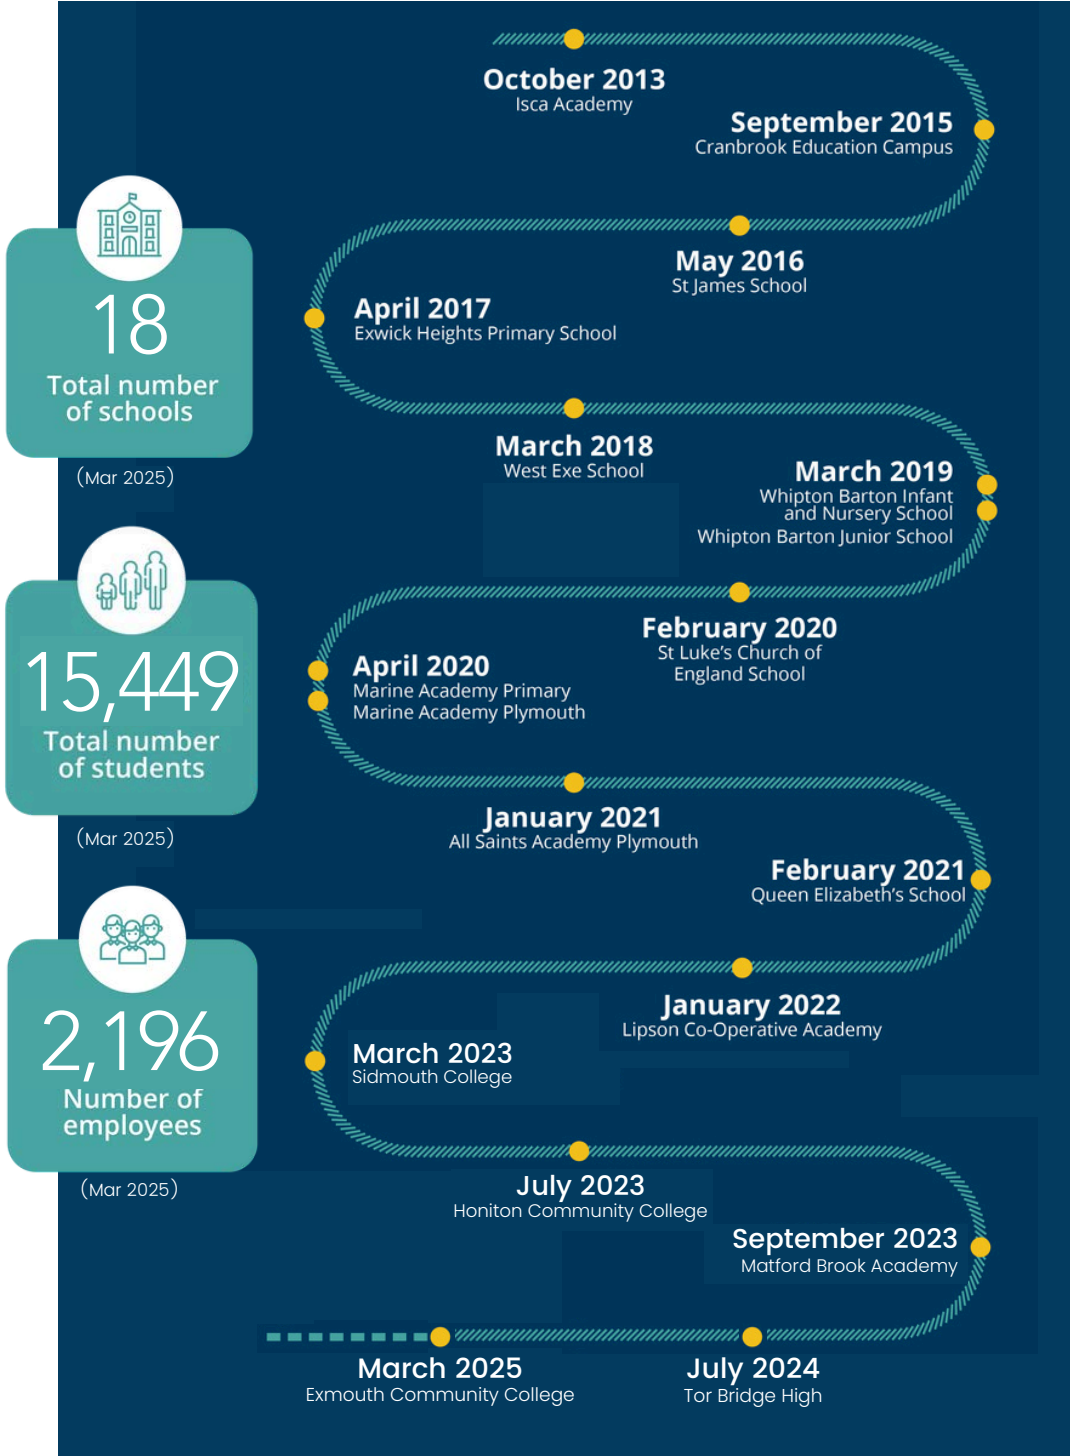 October 2013
Isca Academy
September 2015
Cranbrook Education Campus
May 2016
St James School
April 2017
Exwick Heights Primary School
March 2018
West Exe School
March 2019
Whipton Barton Infant
and Nursery School
Whipton Barton Junior School
February 2020
St Luke's Church of
England School
April 2020
Marine Academy Primary
Marine Academy Plymouth
January 2021
All Saints Academy Plymouth
February 2021
Queen Elizabeth's School
January 2022
Lipson Co-Operative Academy
March 2023
Sidmouth College
July 2023
Honiton Community College
September 2023
Matford Brook Academy
July 2024
Tor Bridge High
March 2025
Exmouth Community College
18
Total number
of schools
(Mar 2025)
15,449
Total number
of students
(Mar 2025)
2,196
Number of
employees
(Mar 2025)